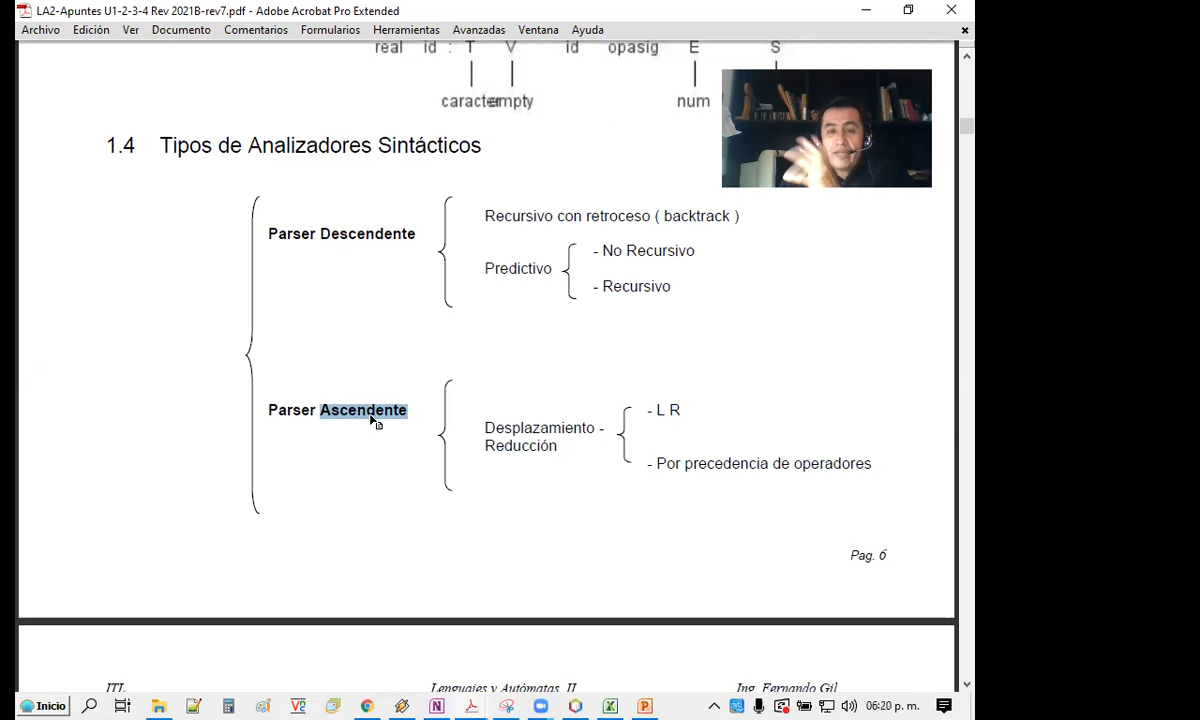 LA2-Apuntes U1-2-3-4 Rev 2021B-rev7.pdf - Adobe Acrobat Pro Extended
Archivo Edición Ver Documento Comentarios Formularios Herramientas Avanzadas Ventana Ayuda
real id : T V id opasig E S
caracter empty num
1.4 Tipos de Analizadores Sintácticos
Recursivo con retroceso ( backtrack )
Parser Descendente
- No Recursivo
Predictivo
- Recursivo
Parser Ascendente
- L R
Desplazamiento -
Reducción
- Por precedencia de operadores
Pag. 6
ITL Lenguajes y Autómatas II Ing. Fernando Gil
Inicio 06:20 p. m.